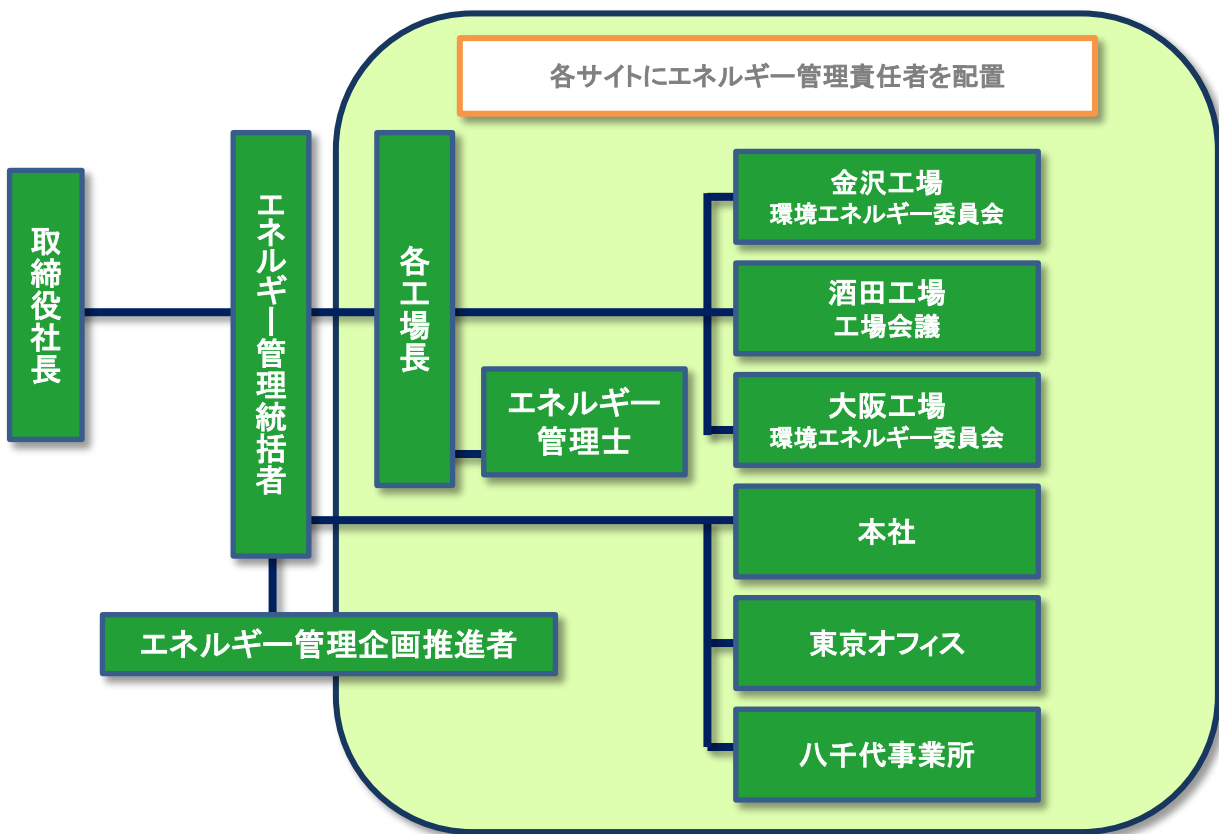 各サイトにエネルギー管理責任者を配置
取締役社長
エネルギー管理統括者
各工場長
エネルギー
管理士
金沢工場
環境エネルギー委員会
酒田工場
工場会議
大阪工場
環境エネルギー委員会
本社
東京オフィス
八千代事業所
エネルギー管理企画推進者